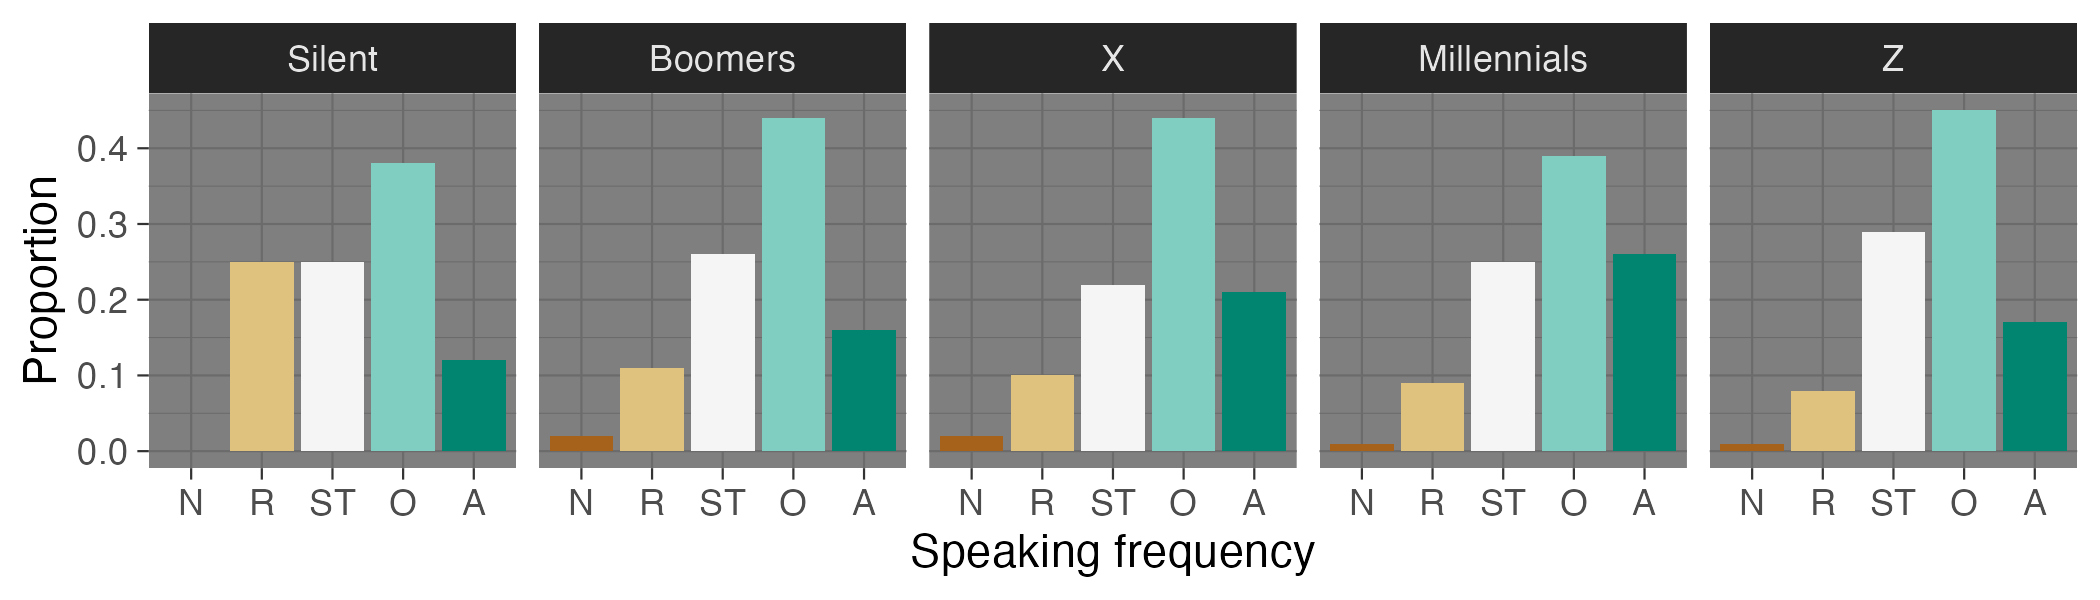 Silent Boomers X Millennials Z
Proportion
0.4
0.3
0.2
0.1
0.0
N R ST O A N R ST O A N R ST O A N R ST O A N R ST O A
Speaking frequency